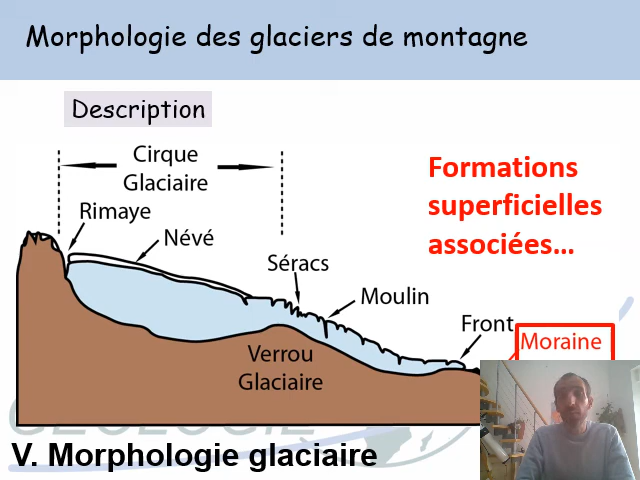 Morphologie des glaciers de montagne
Description
Cirque
Glaciaire
Formations
superficielles
associées...
Rimaye
Névé
Séracs
Moulin
Front
Moraine
Verrou
Glaciaire
V. Morphologie glaciaire